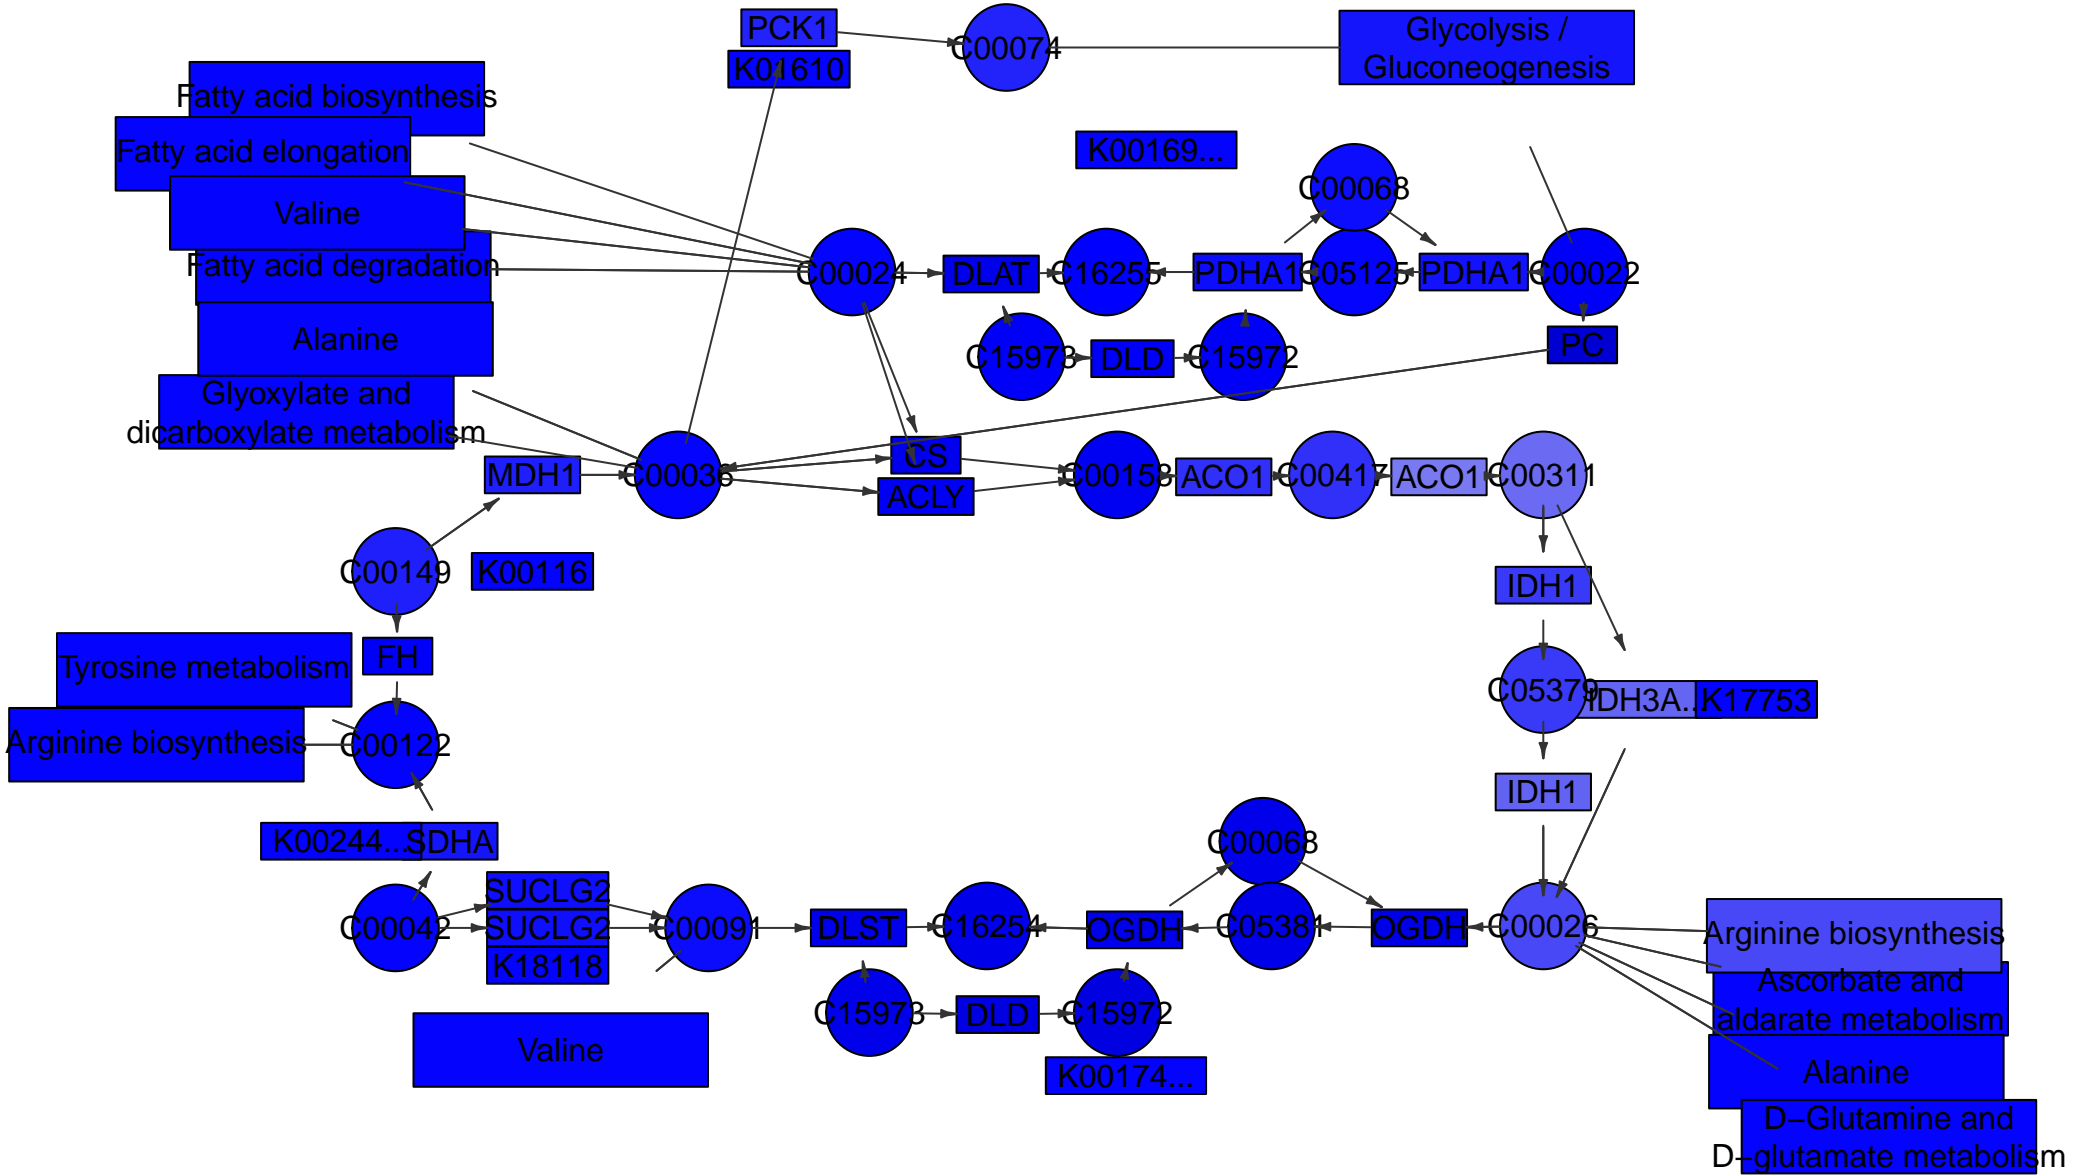 PCK1
C00074
Glycolysis /
Gluconeogenesis
K01610
Fatty acid biosynthesis
Fatty acid elongation
K00169...
C00068
Valine
Fatty acid degradation
C00024
DLAT
C16255
PDHA1
C05125
PDHA1
C00022
Alanine
C15973
DLD
C15972
PC
Glyoxylate and
dicarboxylate metabolism
MDH1
C00036
CS
ACLY
C00158
ACO1
C00417
ACO1
C00311
C00149
K00116
IDH1
FH
Tyrosine metabolism
C05379
IDH3A...
K17753
Arginine biosynthesis
C00122
IDH1
K00244...
SDHA
C00068
SUCLG2
C00042
SUCLG2
K18118
C00091
DLST
C16254
OGDH
C05381
OGDH
C00026
Arginine biosynthesis
Ascorbate and
aldarate metabolism
C15973
DLD
C15972
Valine
K00174...
Alanine
D−Glutamine and
D−glutamate metabolism